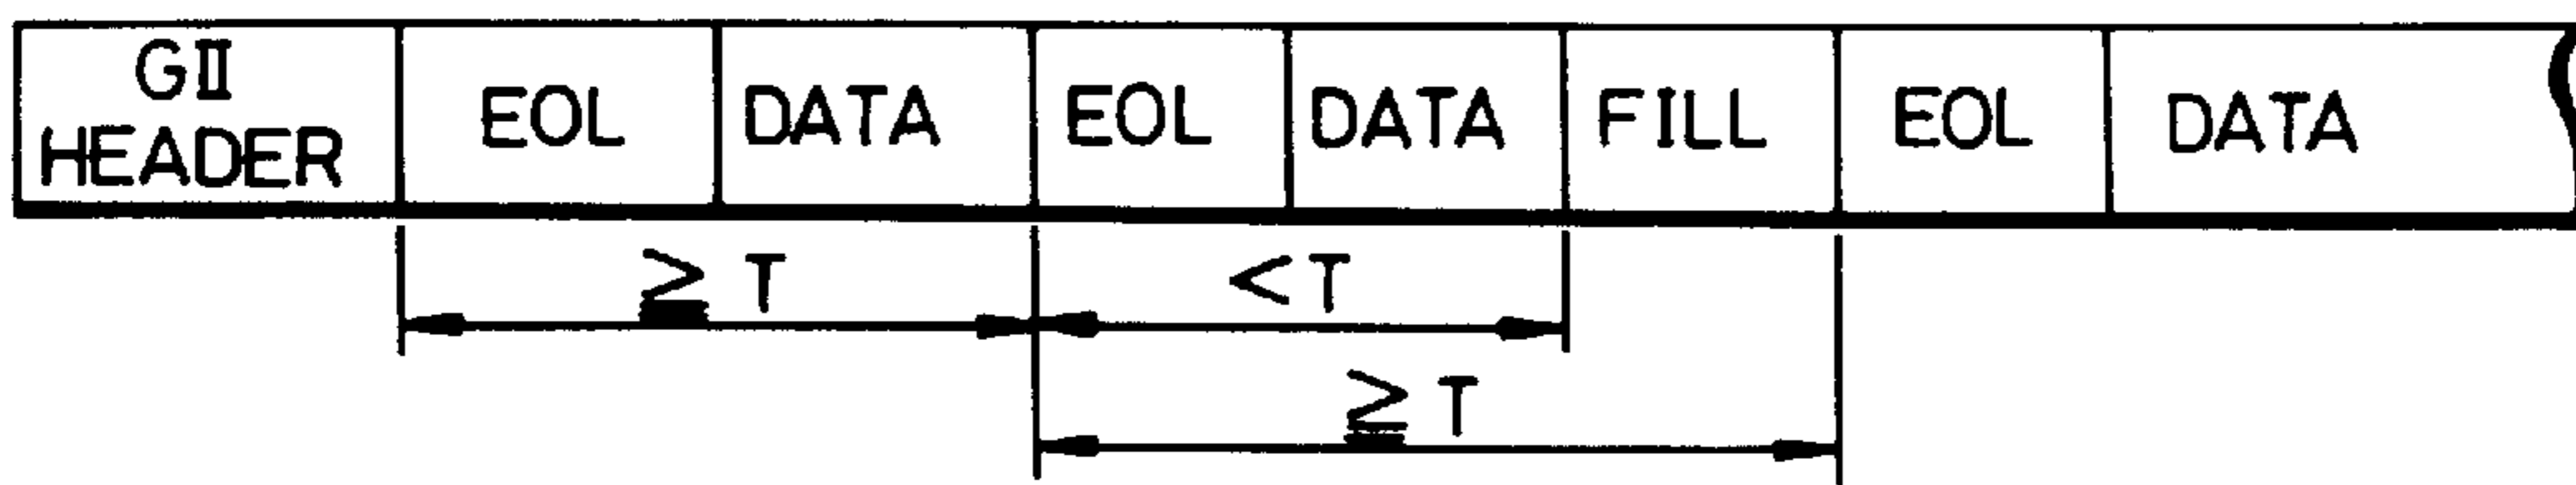 GII
HEADER
EOL
DATA
EOL
DATA
FILL
EOL
DATA
≧ T
< T
≧ T